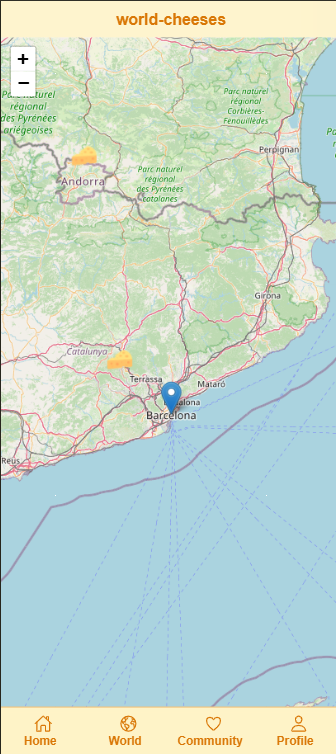 world-cheeses
+
−
Parc naturel
régional
des Pyrénées
ariégeoises
Parc naturel
régional
Corbières-
Fenouillèdes
Perpignan
Andorra
Parc naturel
régional
des Pyrénées
catalanes
Girona
Catalunya
Terrassa
Mataró
Barcelona
Reus
Home
World
Community
Profile